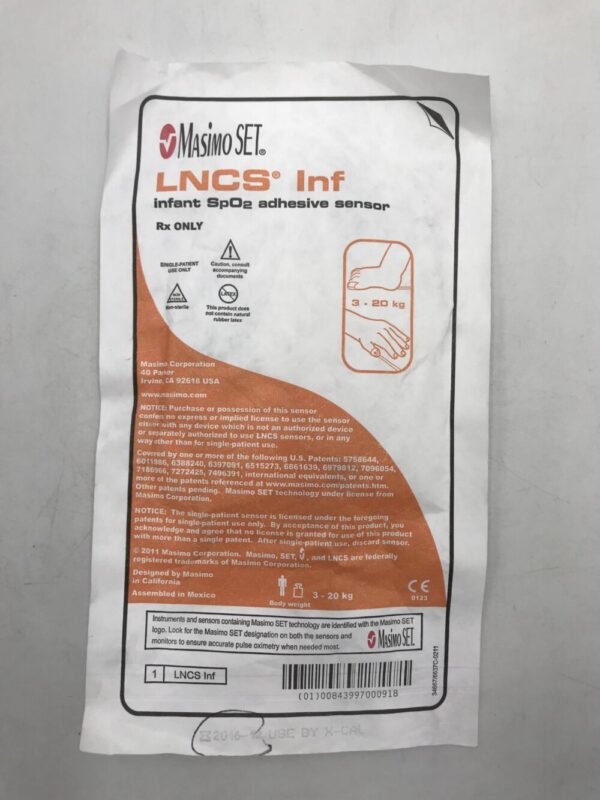 MASIMO SET®
LNCS® Inf
infant SpO2 adhesive sensor
Rx ONLY
SINGLE-PATIENT
USE ONLY
Caution, consult
accompanying
documents
NON
STERILE
non-sterile
LATEX
This product does
not contain natural
rubber latex
3 - 20 kg
Masimo Corporation
40 Parker
Irvine, CA 92618 USA
www.masimo.com
NOTICE: Purchase or possession of this sensor
confers no express or implied license to use the sensor
either with any device which is not an authorized device
or separately authorized to use LNCS sensors, or in any
way other than for single-patient use.
Covered by one or more of the following U.S. Patents: 5758644,
6011986, 6388240, 6397091, 6515273, 6861639, 6979812, 7096054,
7186966, 7272425, 7496391, international equivalents, or one or
more of the patents referenced at www.masimo.com/patents.htm.
Other patents pending. Masimo SET technology under license from
Masimo Corporation.
NOTICE: The single-patient sensor is licensed under the foregoing
patents for single-patient use only. By acceptance of this product, you
acknowledge and agree that no license is granted for use of this product
with more than a single patent. After single-patient use, discard sensor.
© 2011 Masimo Corporation. Masimo, SET, , and LNCS are federally
registered trademarks of Masimo Corporation.
Designed by Masimo
in California
Assembled in Mexico
Body weight
3 - 20 kg
CE
0123
Instruments and sensors containing Masimo SET technology are identified with the Masimo SET
logo. Look for the Masimo SET designation on both the sensors and
monitors to ensure accurate pulse oximetry when needed most.
MASIMO SET.
1 LNCS Inf
(01)00843997000918
34667/6637C-0211
2016-12 USE BY X-CAL